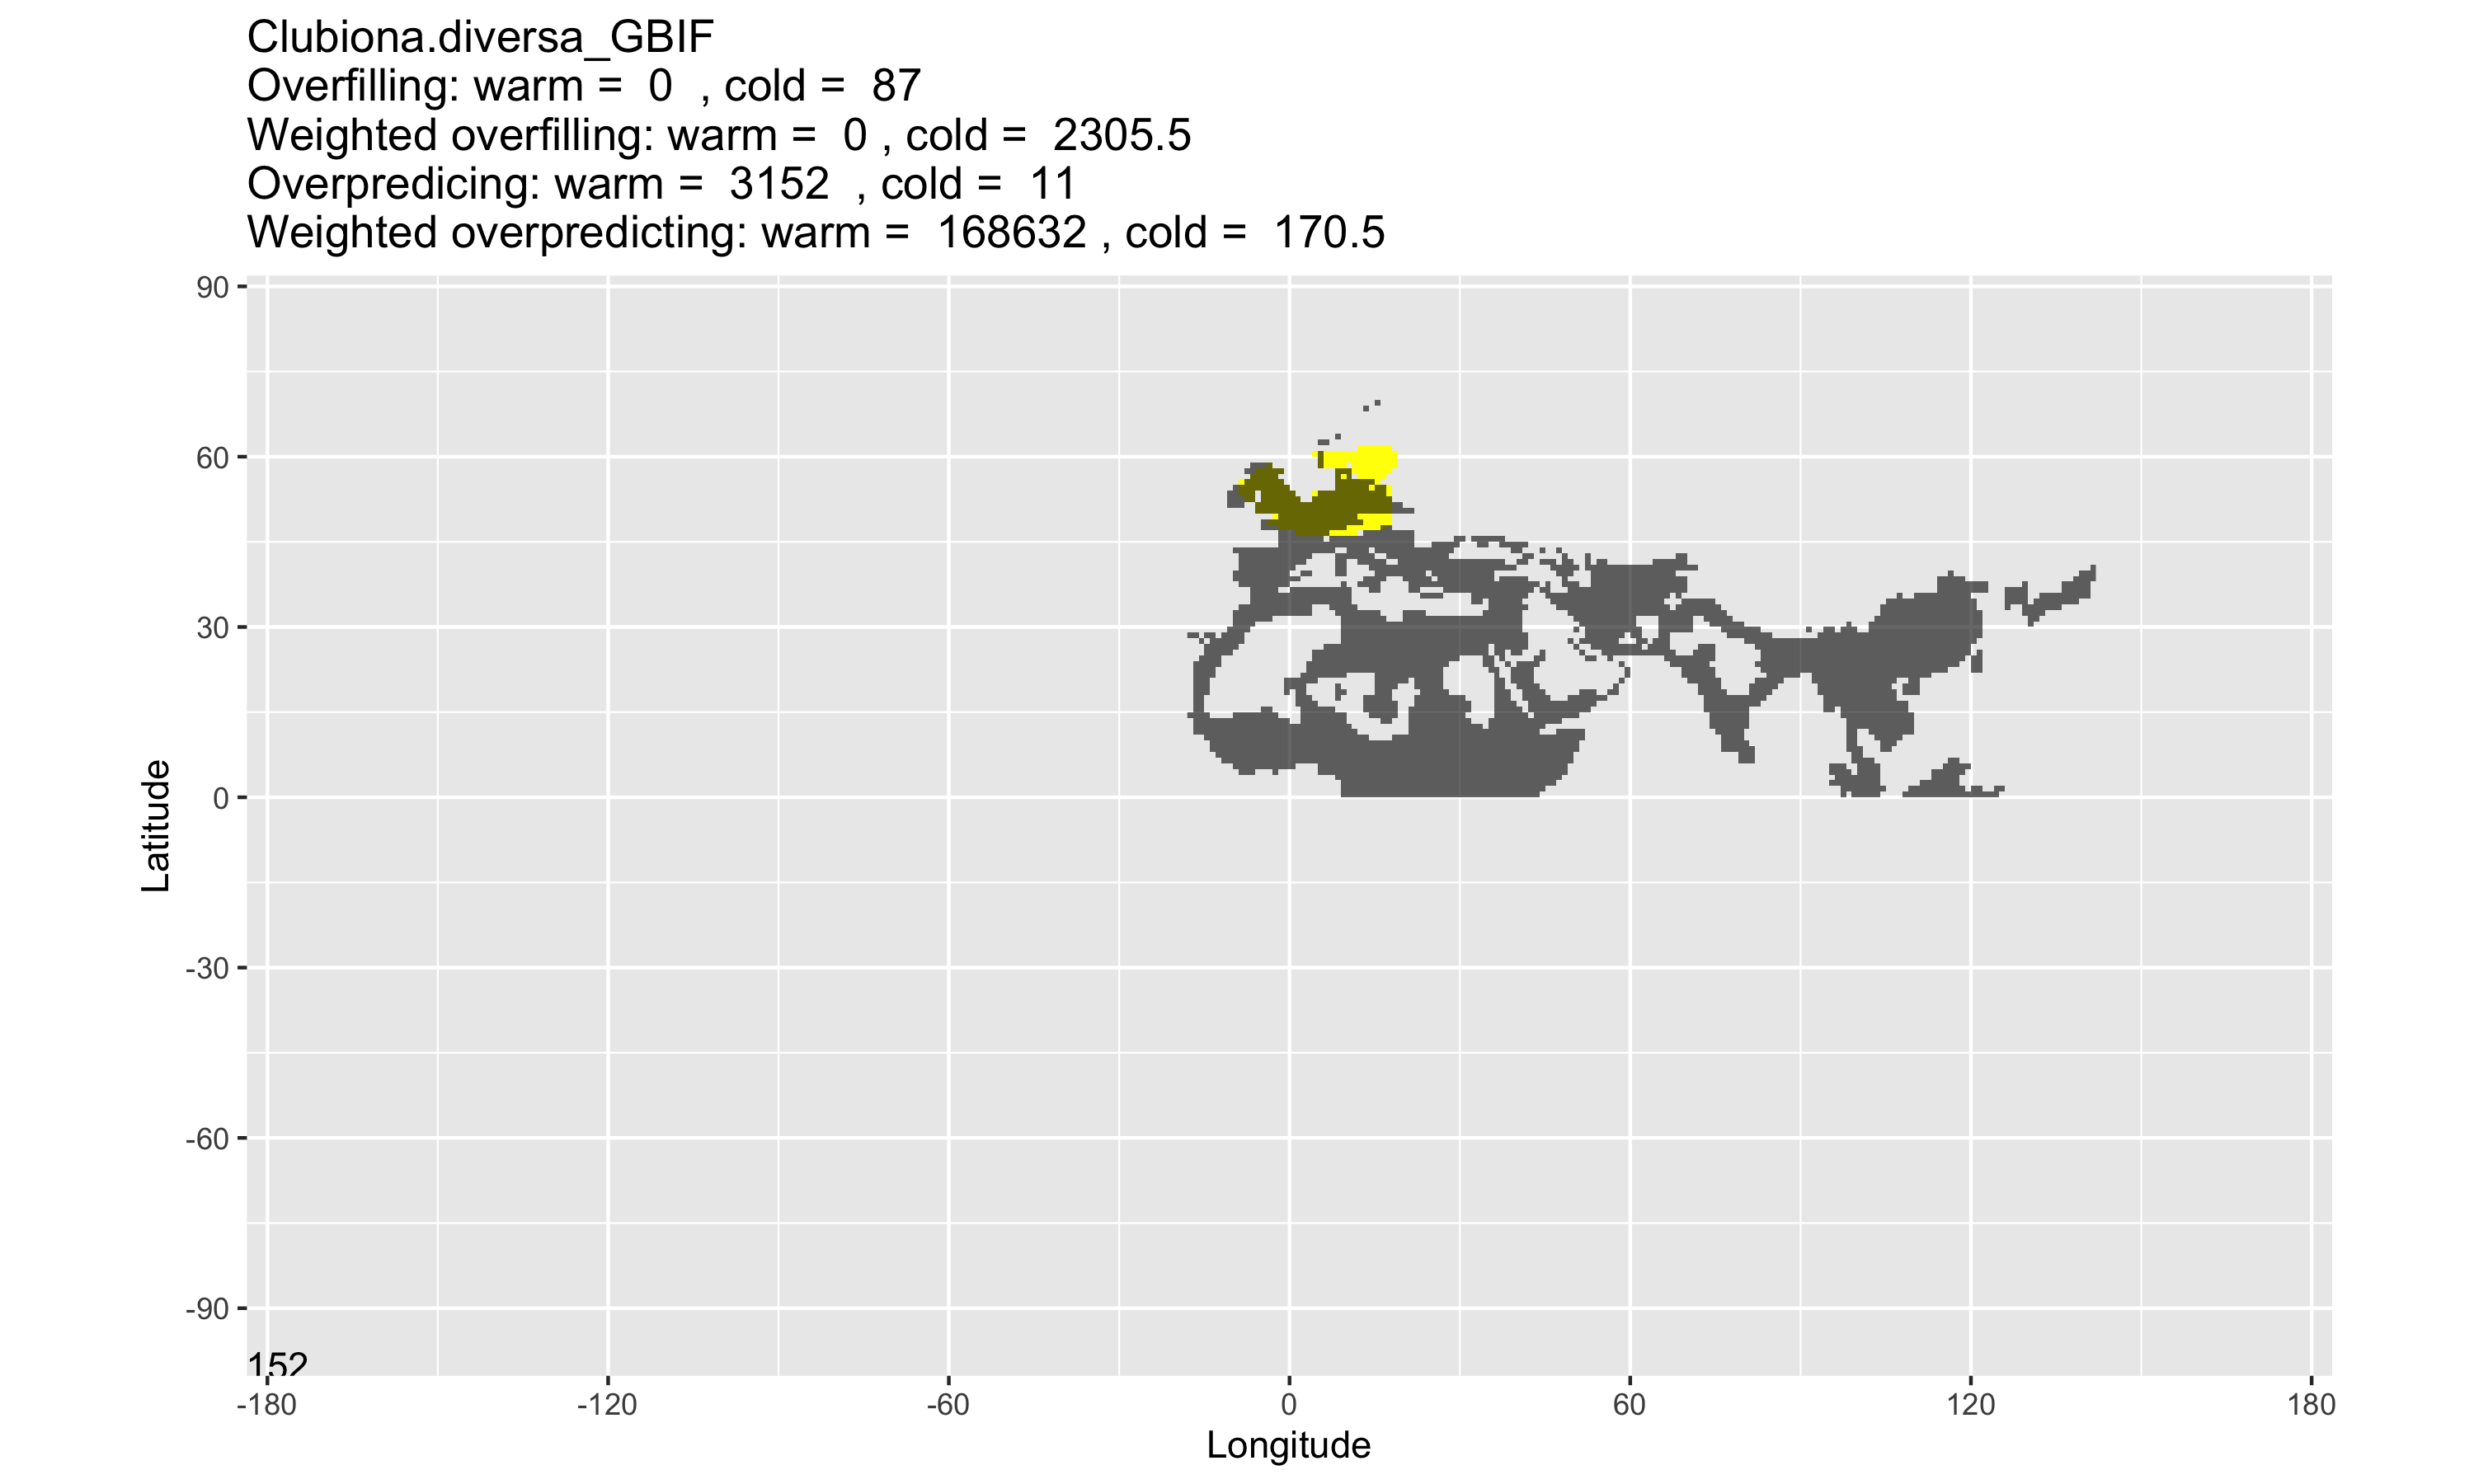 Clubiona.diversa_GBIF
Overfilling: warm =  0  , cold =  87
Weighted overfilling: warm =  0 , cold =  2305.5
Overpredicing: warm =  3152  , cold =  11
Weighted overpredicting: warm =  168632 , cold =  170.5
90
60
30
0
-30
-60
-90
Latitude
152
-180
-120
-60
0
60
120
180
Longitude